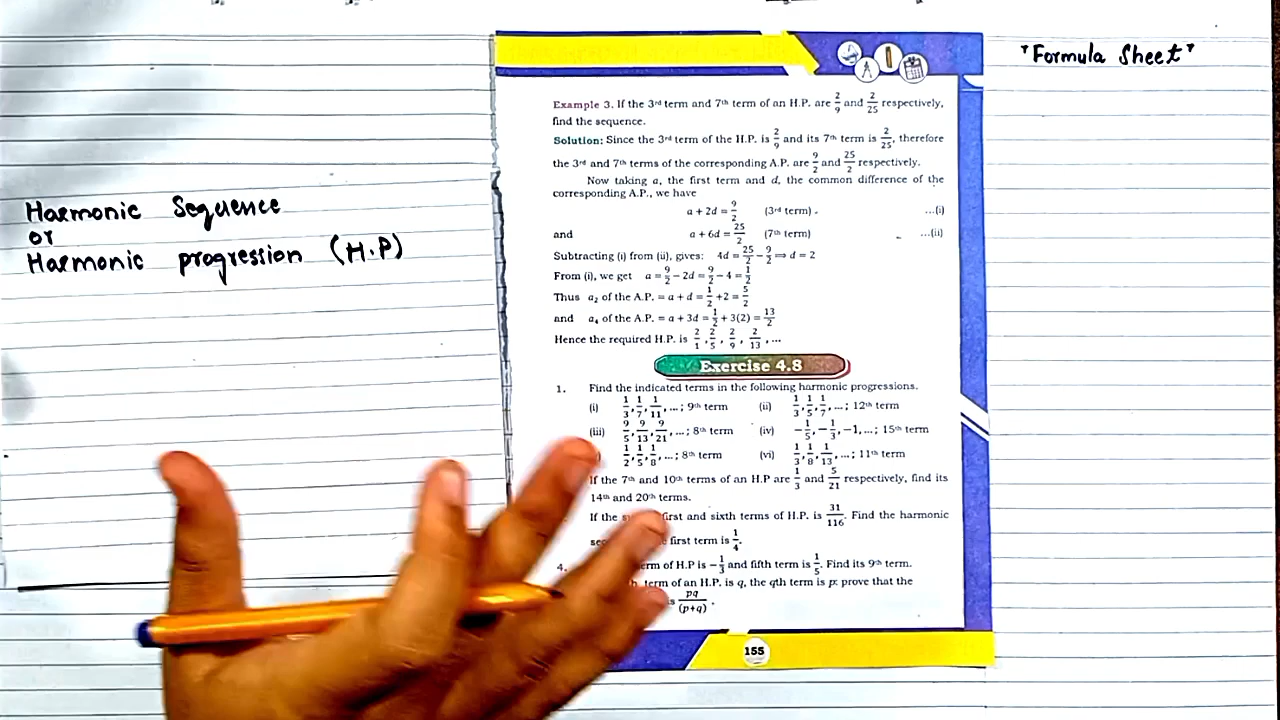 Harmonic Sequence
or
Harmonic progression (H.P)
Example 3. If the 3rd term and 7th term of an H.P. are 2/9 and 2/25 respectively,
find the sequence.
Solution: Since the 3rd term of the H.P. is 2/9 and its 7th term is 2/25, therefore
the 3rd and 7th terms of the corresponding A.P. are 9/2 and 25/2 respectively.
Now taking a, the first term and d, the common difference of the
corresponding A.P., we have
a + 2d = 9/2 (3rd term) ...(i)
and a + 6d = 25/2 (7th term) ...(ii)
Subtracting (i) from (ii), gives: 4d = 25/2 − 9/2 ⟹ d = 2
From (i), we get a = 9/2 − 2d = 9/2 − 4 = 1/2
Thus a₂ of the A.P. = a + d = 1/2 + 2 = 5/2
and a₄ of the A.P. = a + 3d = 1/2 + 3(2) = 13/2
Hence the required H.P. is 2/1, 2/5, 2/9, 2/13, ...
Exercise 4.8
1. Find the indicated terms in the following harmonic progressions.
(i) 1/3, 1/7, 1/11, ...; 9th term (ii) 1/3, 1/5, 1/7, ...; 12th term
(iii) 9/5, 9/13, 9/21, ...; 8th term (iv) −1/5, −1/3, −1, ...; 15th term
1/2, 1/5, 1/8, ...; 8th term (vi) 1/3, 1/8, 1/13, ...; 11th term
If the 7th and 10th terms of an H.P are 1/3 and 5/21 respectively, find its
14th and 20th terms.
If the first and sixth terms of H.P. is 31/116. Find the harmonic
first term is 1/4.
4. term of H.P is −1/3 and fifth term is 1/5. Find its 9th term.
term of an H.P. is q, the qth term is p: prove that the
pq/(p+q).
155
"Formula Sheet"